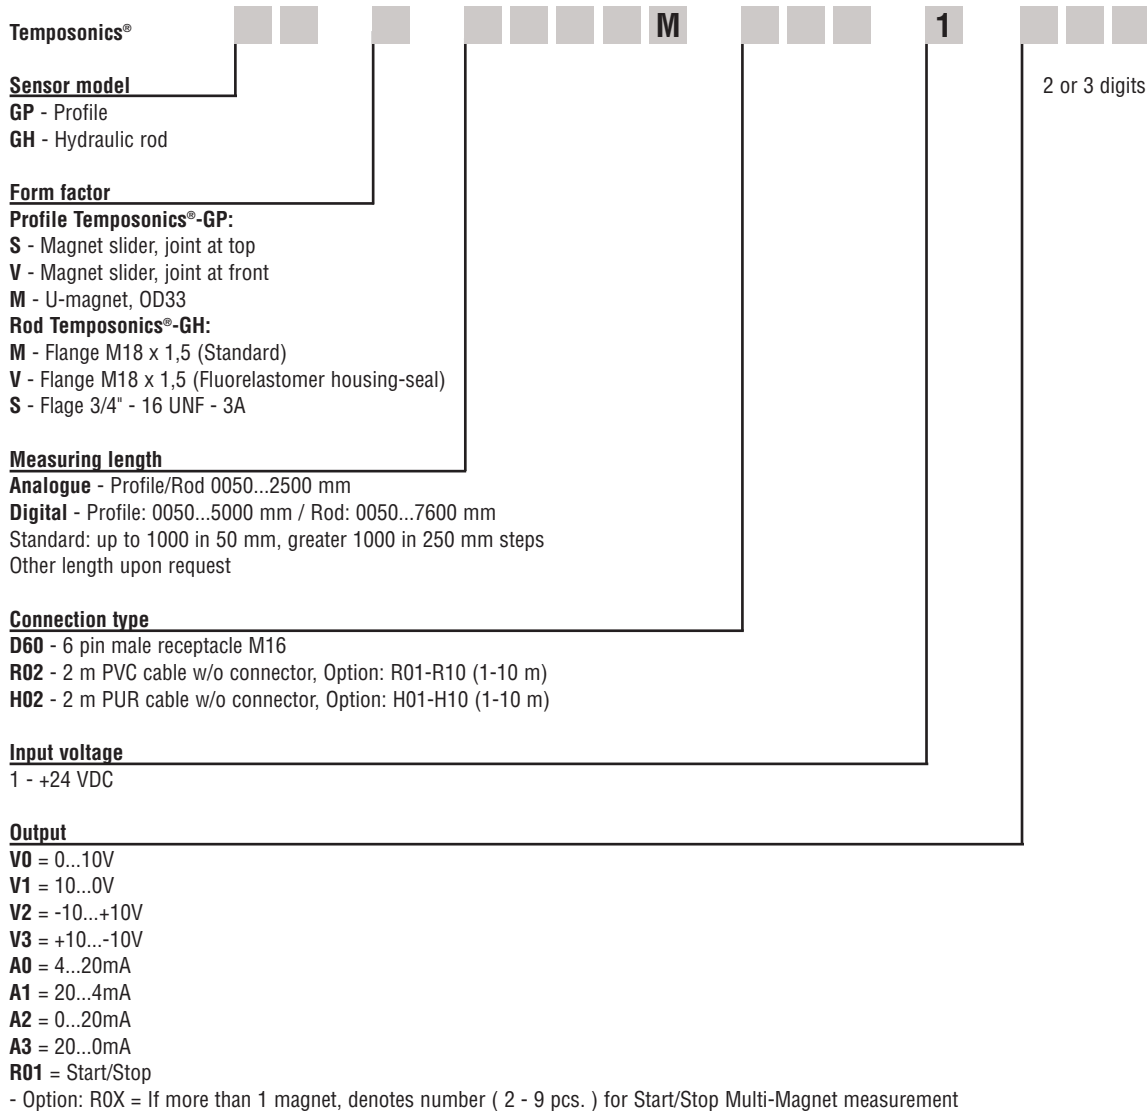 Temposonics® M 1
Sensor model 2 or 3 digits
GP - Profile
GH - Hydraulic rod
Form factor
Profile Temposonics®-GP:
S - Magnet slider, joint at top
V - Magnet slider, joint at front
M - U-magnet, OD33
Rod Temposonics®-GH:
M - Flange M18 x 1,5 (Standard)
V - Flange M18 x 1,5 (Fluorelastomer housing-seal)
S - Flage 3/4" - 16 UNF - 3A
Measuring length
Analogue - Profile/Rod 0050...2500 mm
Digital - Profile: 0050...5000 mm / Rod: 0050...7600 mm
Standard: up to 1000 in 50 mm, greater 1000 in 250 mm steps
Other length upon request
Connection type
D60 - 6 pin male receptacle M16
R02 - 2 m PVC cable w/o connector, Option: R01-R10 (1-10 m)
H02 - 2 m PUR cable w/o connector, Option: H01-H10 (1-10 m)
Input voltage
1 - +24 VDC
Output
V0 = 0...10V
V1 = 10...0V
V2 = -10...+10V
V3 = +10...-10V
A0 = 4...20mA
A1 = 20...4mA
A2 = 0...20mA
A3 = 20...0mA
R01 = Start/Stop
- Option: R0X = If more than 1 magnet, denotes number ( 2 - 9 pcs. ) for Start/Stop Multi-Magnet measurement